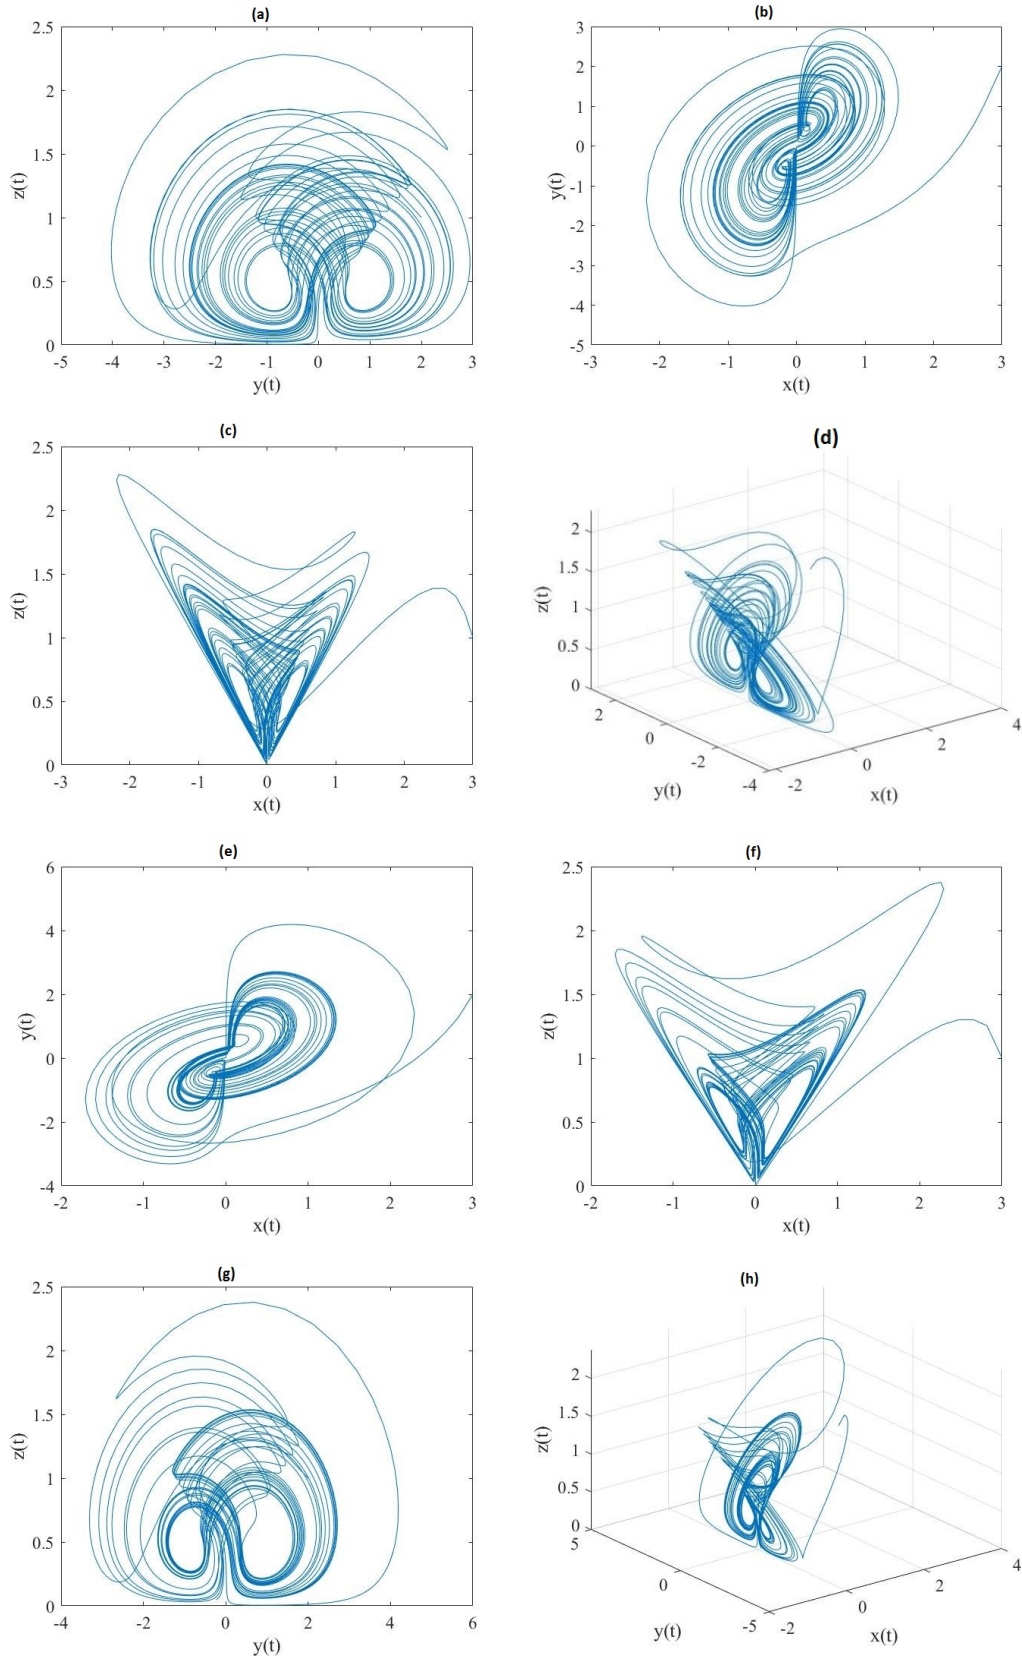 (a)
2.5
2
1.5
1
0.5
0
z(t)
-5 -4 -3 -2 -1 0 1 2 3
y(t)
(b)
3
2
1
0
-1
-2
-3
-4
-5
y(t)
-3 -2 -1 0 1 2 3
x(t)
(c)
2.5
2
1.5
1
0.5
0
z(t)
-3 -2 -1 0 1 2 3
x(t)
(d)
2
1.5
1
0.5
0
z(t)
2
0
-2
-4
y(t)
-2
0
2
4
x(t)
(e)
6
4
2
0
-2
-4
y(t)
-2 -1 0 1 2 3
x(t)
(f)
2.5
2
1.5
1
0.5
0
z(t)
-2 -1 0 1 2 3
x(t)
(g)
2.5
2
1.5
1
0.5
0
z(t)
-4 -2 0 2 4 6
y(t)
(h)
2
1.5
1
0.5
0
z(t)
5
0
-5
y(t)
-2
0
2
4
x(t)